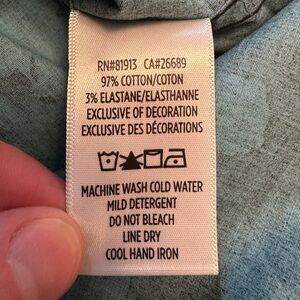 RN#81913 CA#26689
97% COTTON/COTON
3% ELASTANE/ELASTHANNE
EXCLUSIVE OF DECORATION
EXCLUSIVE DES DÉCORATIONS
MACHINE WASH COLD WATER
MILD DETERGENT
DO NOT BLEACH
LINE DRY
COOL HAND IRON